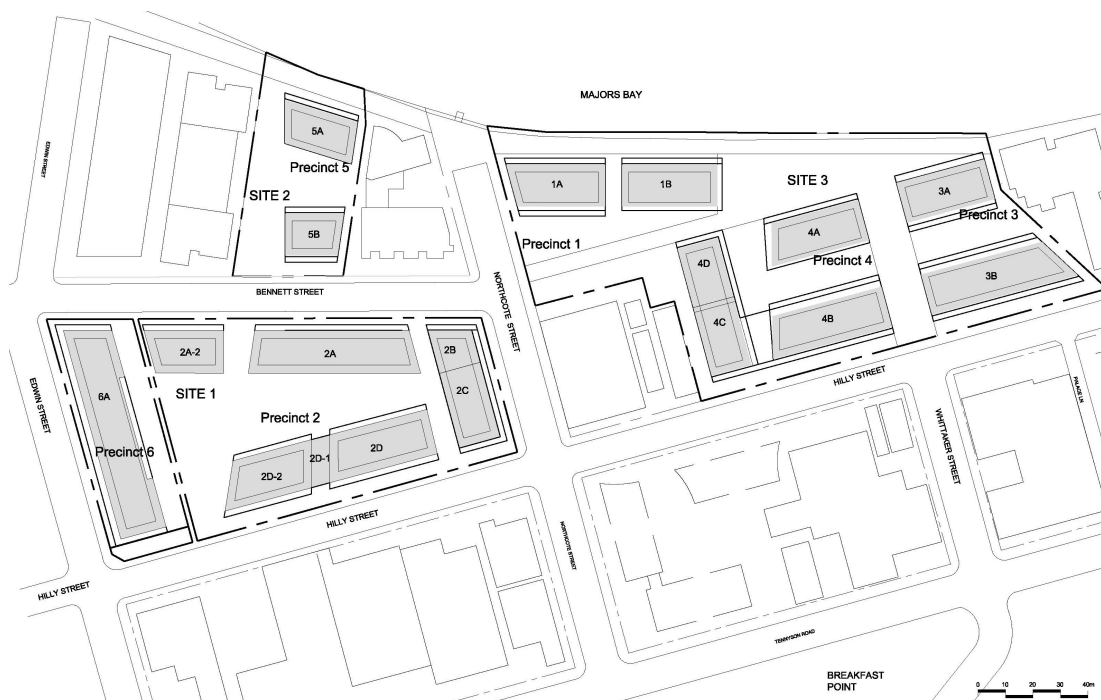 MAJORS BAY
5A
EDWIN STREET
Precinct 5
1A
1B
SITE 3
3A
SITE 2
Precinct 3
5B
4A
Precinct 1
Precinct 4
4D
3B
BENNETT STREET
NORTHCOTE STREET
4C
4B
2A-2
2A
2B
HILLY STREET
EDWIN STREET
6A
SITE 1
2C
PALACE LN
Precinct 2
WHITTAKER STREET
Precinct 6
2D-1
2D
2D-2
HILLY STREET
NORTHCOTE STREET
HILLY STREET
TENNYSON ROAD
BREAKFAST
POINT
0 10 20 30 40m